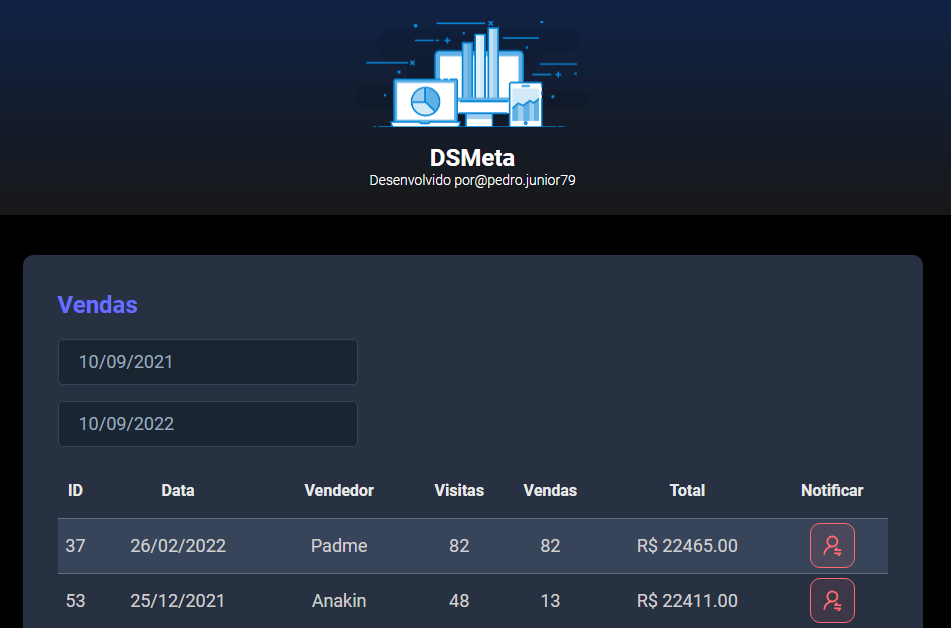 DSMeta
Desenvolvido por@pedro.junior79
Vendas
10/09/2021
10/09/2022
ID Data Vendedor Visitas Vendas Total Notificar
37 26/02/2022 Padme 82 82 R$ 22465.00
53 25/12/2021 Anakin 48 13 R$ 22411.00